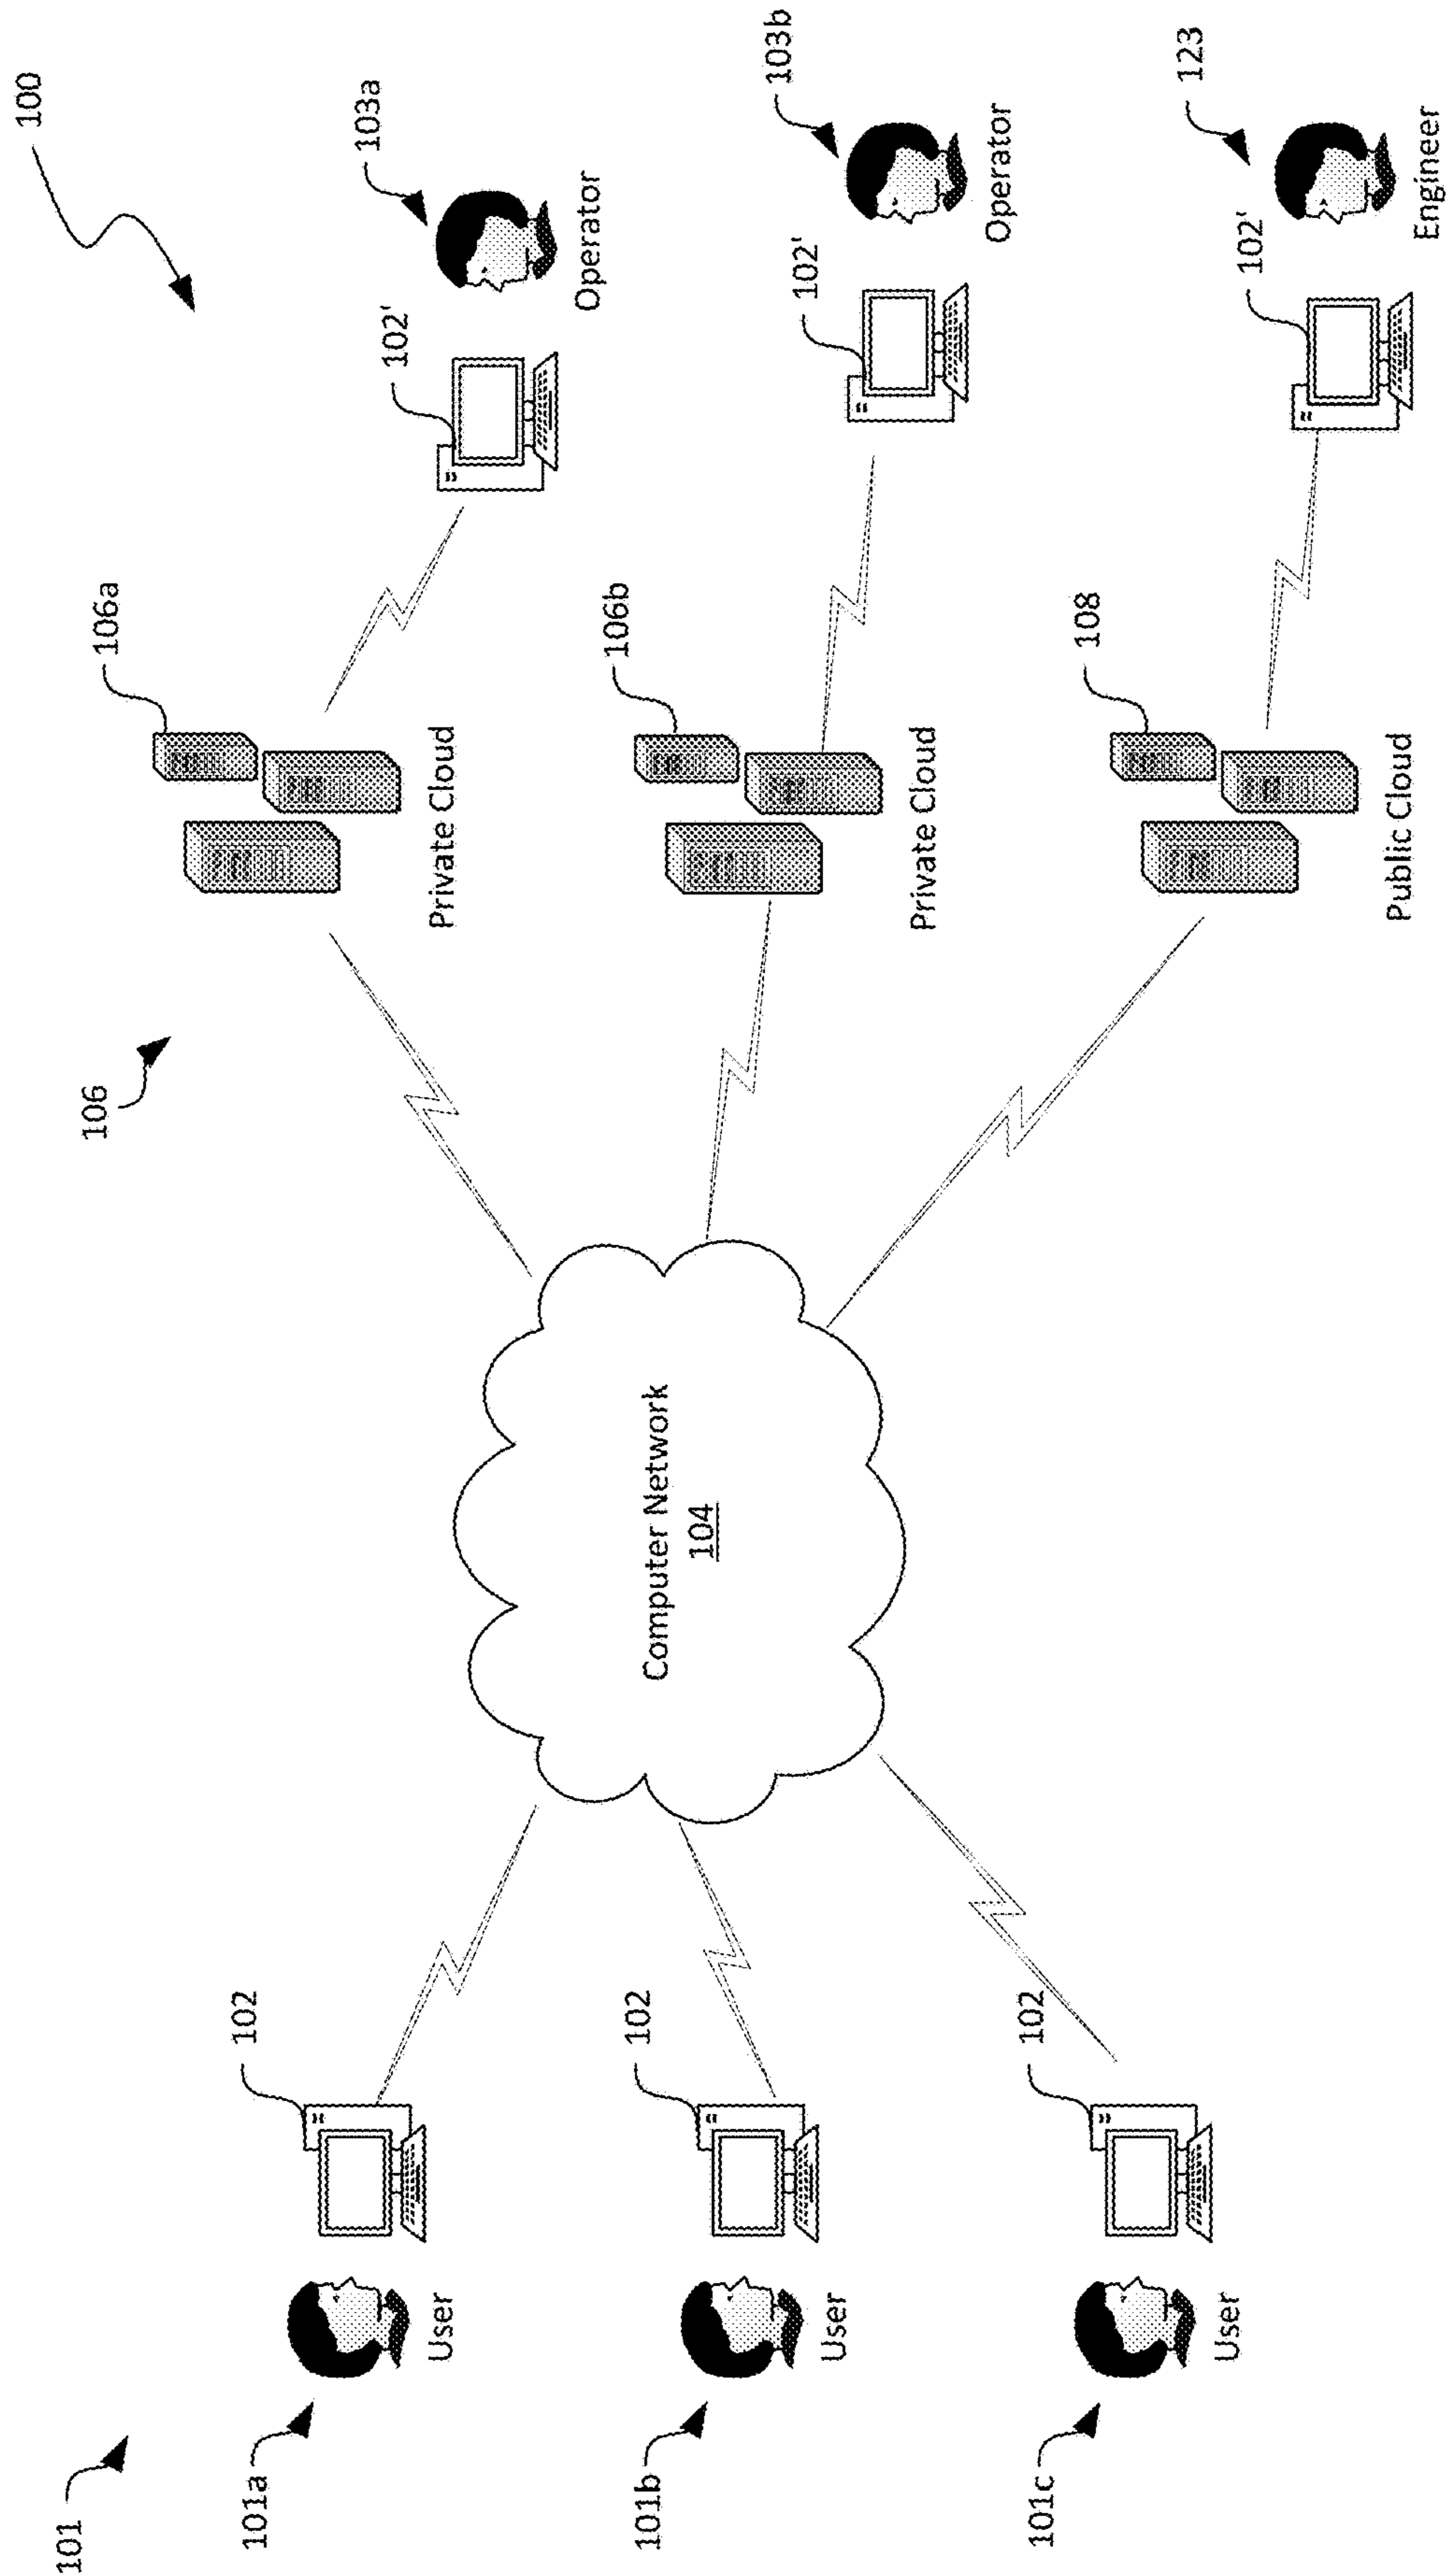 100
101
106
101a
102
User
106a
Private Cloud
102'
103a
Operator
Computer Network
104
101b
102
User
106b
Private Cloud
102'
103b
Operator
101c
102
User
108
Public Cloud
102'
123
Engineer